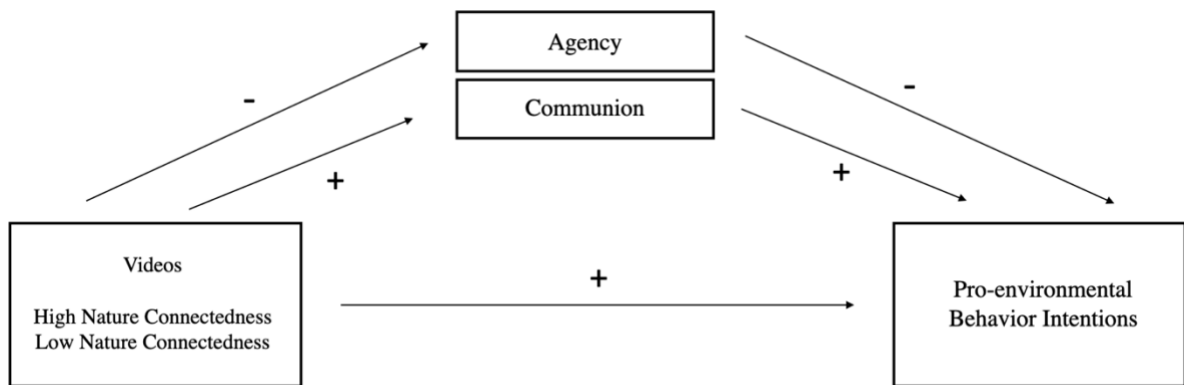 Agency
-
-
Communion
+
+
Videos
High Nature Connectedness
Low Nature Connectedness
+
Pro-environmental
Behavior Intentions